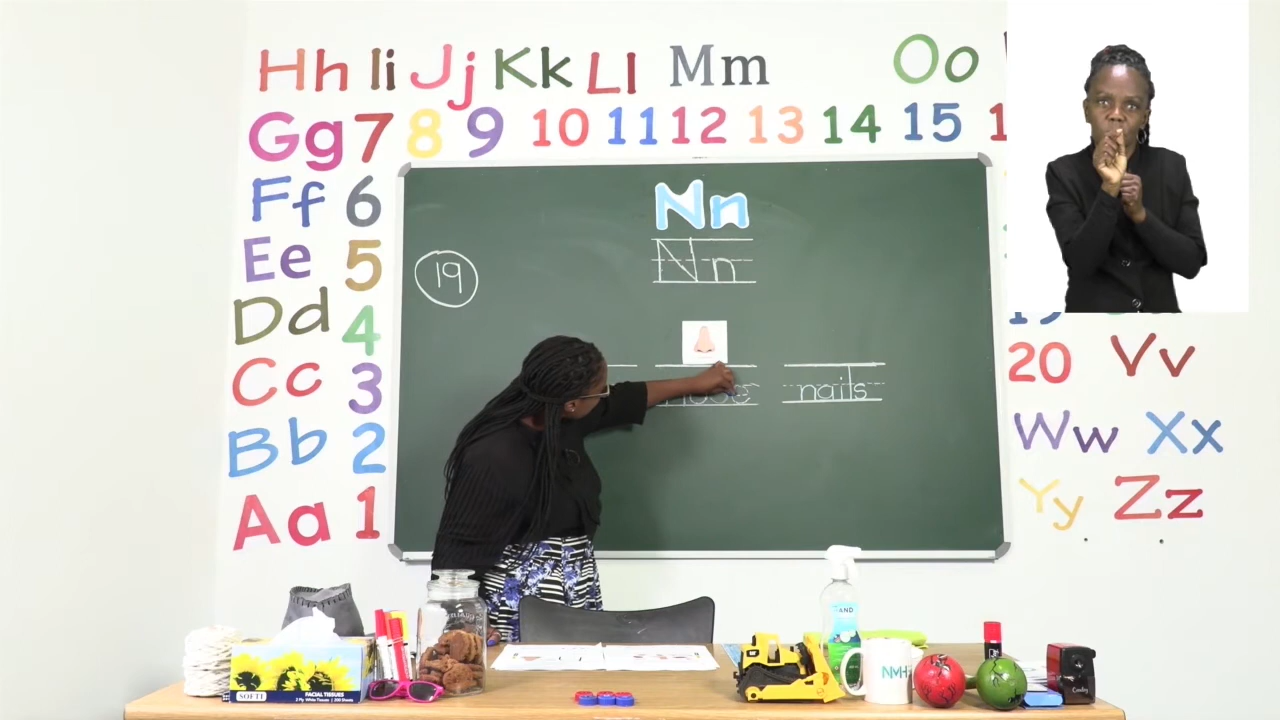 Hh Ii Jj Kk Ll Mm Oo
Gg 7 8 9 10 11 12 13 14 15
Ff 6
Nn
Ee 5
Nn
19
Dd 4
20 Vv
Cc 3
nails
Bb 2
Ww Xx
Aa 1
Yy Zz
SOFTI
FACIAL TISSUES